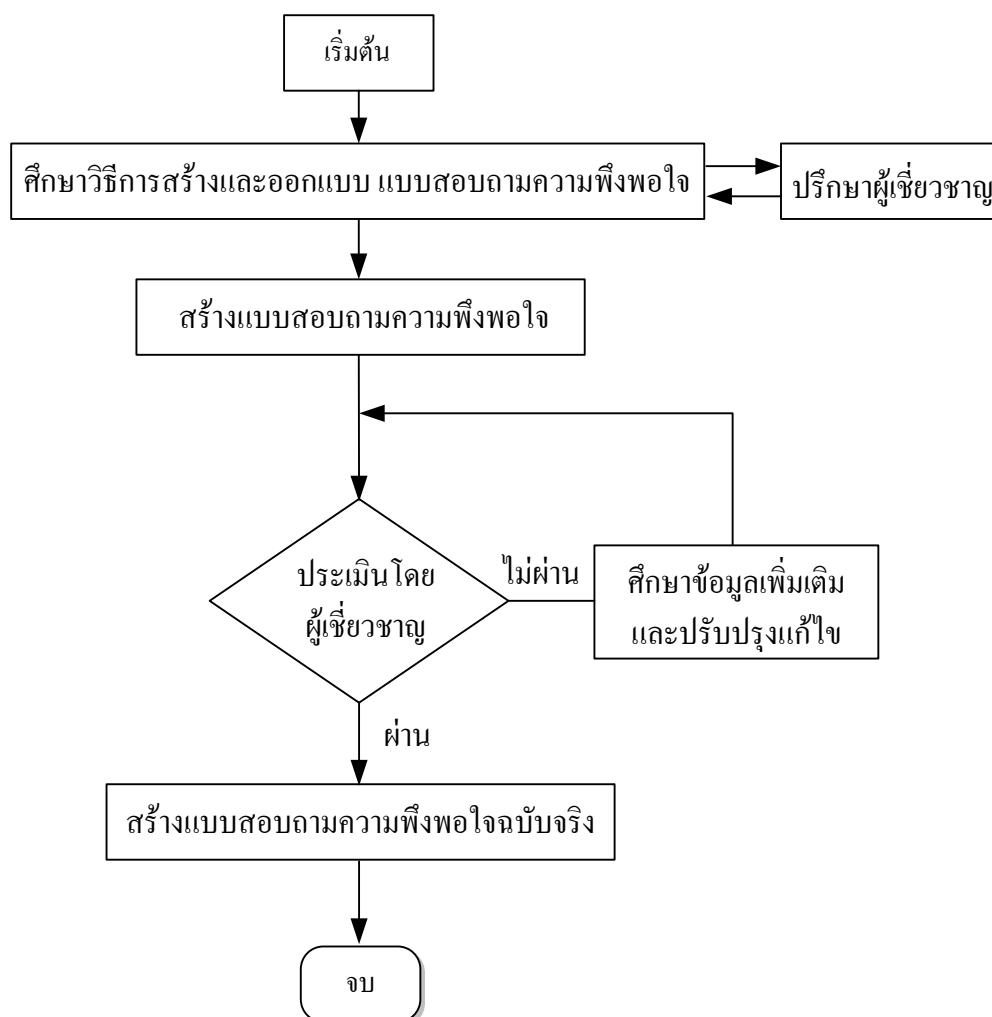 เริ่มต้น
ศึกษาวิธีการสร้างและออกแบบ แบบสอบถามความพึงพอใจ
ปรึกษาผู้เชี่ยวชาญ
สร้างแบบสอบถามความพึงพอใจ
ประเมินโดย
ผู้เชี่ยวชาญ
ไม่ผ่าน
ศึกษาข้อมูลเพิ่มเติม
และปรับปรุงแก้ไข
ผ่าน
สร้างแบบสอบถามความพึงพอใจฉบับจริง
จบ